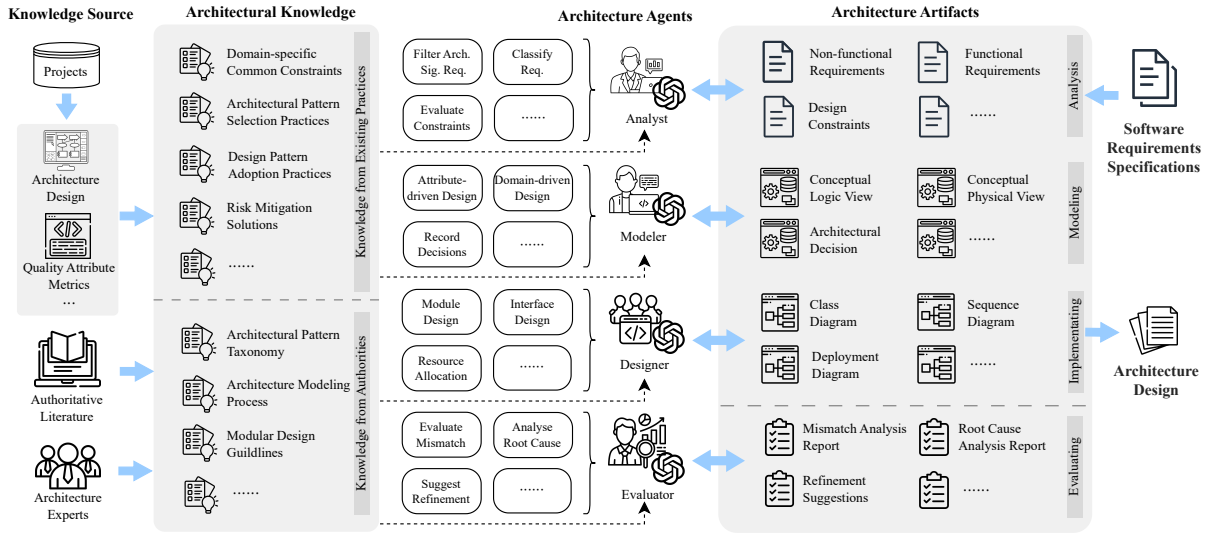 Knowledge Source
Projects
Architecture
Design
Quality Attribute
Metrics
...
Authoritative
Literature
Architecture
Experts
Architectural Knowledge
Domain-specific
Common Constraints
Architectural Pattern
Selection Practices
Design Pattern
Adoption Practices
Risk Mitigation
Solutions
......
Knowledge from Existing Practices
Architectural Pattern
Taxonomy
Architecture Modeling
Process
Modular Design
Guildlines
......
Knowledge from Authorities
Architecture Agents
Filter Arch.
Sig. Req.
Classify
Req.
Evaluate
Constraints
......
Analyst
Attribute-
driven Design
Domain-driven
Design
Record
Decisions
......
Modeler
Module
Design
Interface
Deisgn
Resource
Allocation
......
Designer
Evaluate
Mismatch
Analyse
Root Cause
Suggest
Refinement
......
Evaluator
Architecture Artifacts
Non-functional
Requirements
Functional
Requirements
Design
Constraints
......
Analysis
Conceptual
Logic View
Conceptual
Physical View
Architectural
Decision
......
Modeling
Class
Diagram
Sequence
Diagram
Deployment
Diagram
......
Implementating
Mismatch Analysis
Report
Root Cause
Analysis Report
Refinement
Suggestions
......
Evaluating
Software
Requirements
Specifications
Architecture
Design